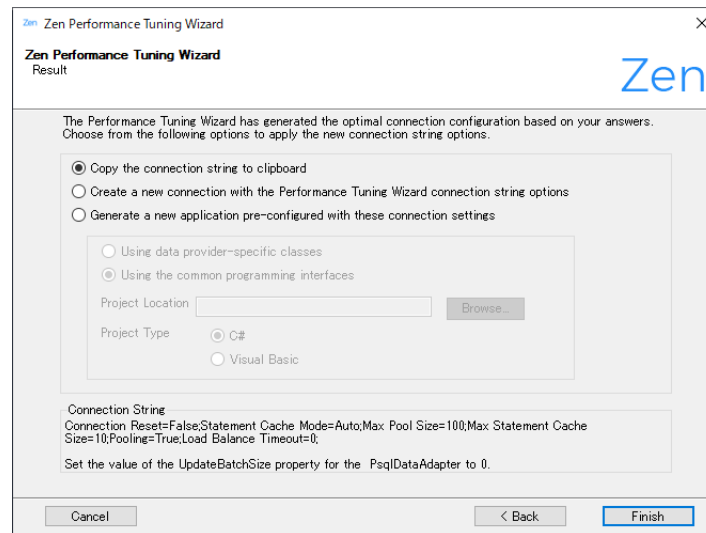 Zen Zen Performance Tuning Wizard
Zen Performance Tuning Wizard
Result
Zen
The Performance Tuning Wizard has generated the optimal connection configuration based on your answers.
Choose from the following options to apply the new connection string options.
Copy the connection string to clipboard
Create a new connection with the Performance Tuning Wizard connection string options
Generate a new application pre-configured with these connection settings
Using data provider-specific classes
Using the common programming interfaces
Project Location
Browse...
Project Type
C#
Visual Basic
Connection String
Connection Reset=False;Statement Cache Mode=Auto;Max Pool Size=100;Max Statement Cache
Size=10;Pooling=True;Load Balance Timeout=0;
Set the value of the UpdateBatchSize property for the PsqlDataAdapter to 0.
Cancel
< Back
Finish